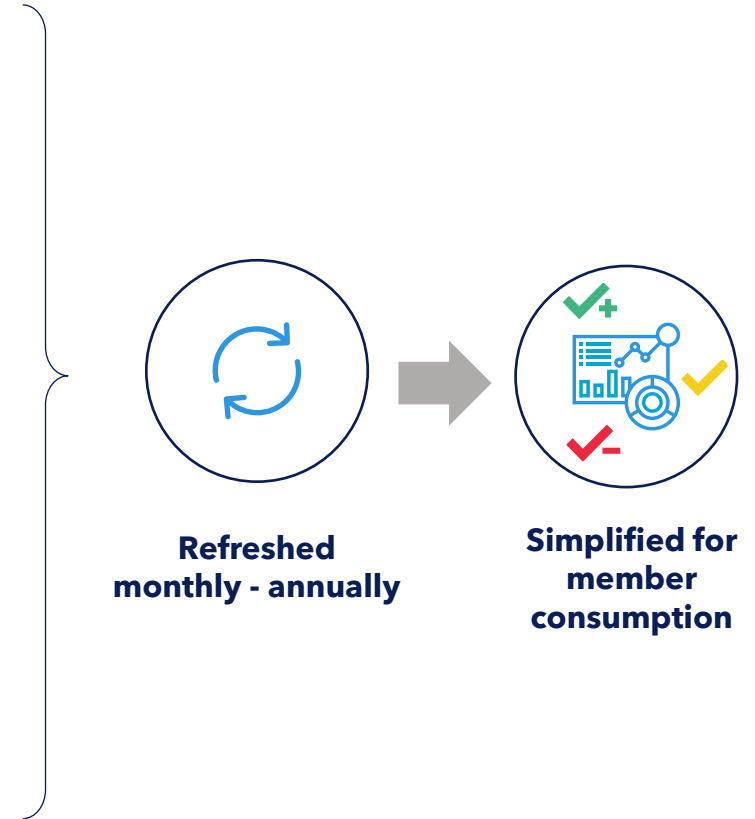 Refreshed
monthly - annually
Simplified for
member
consumption